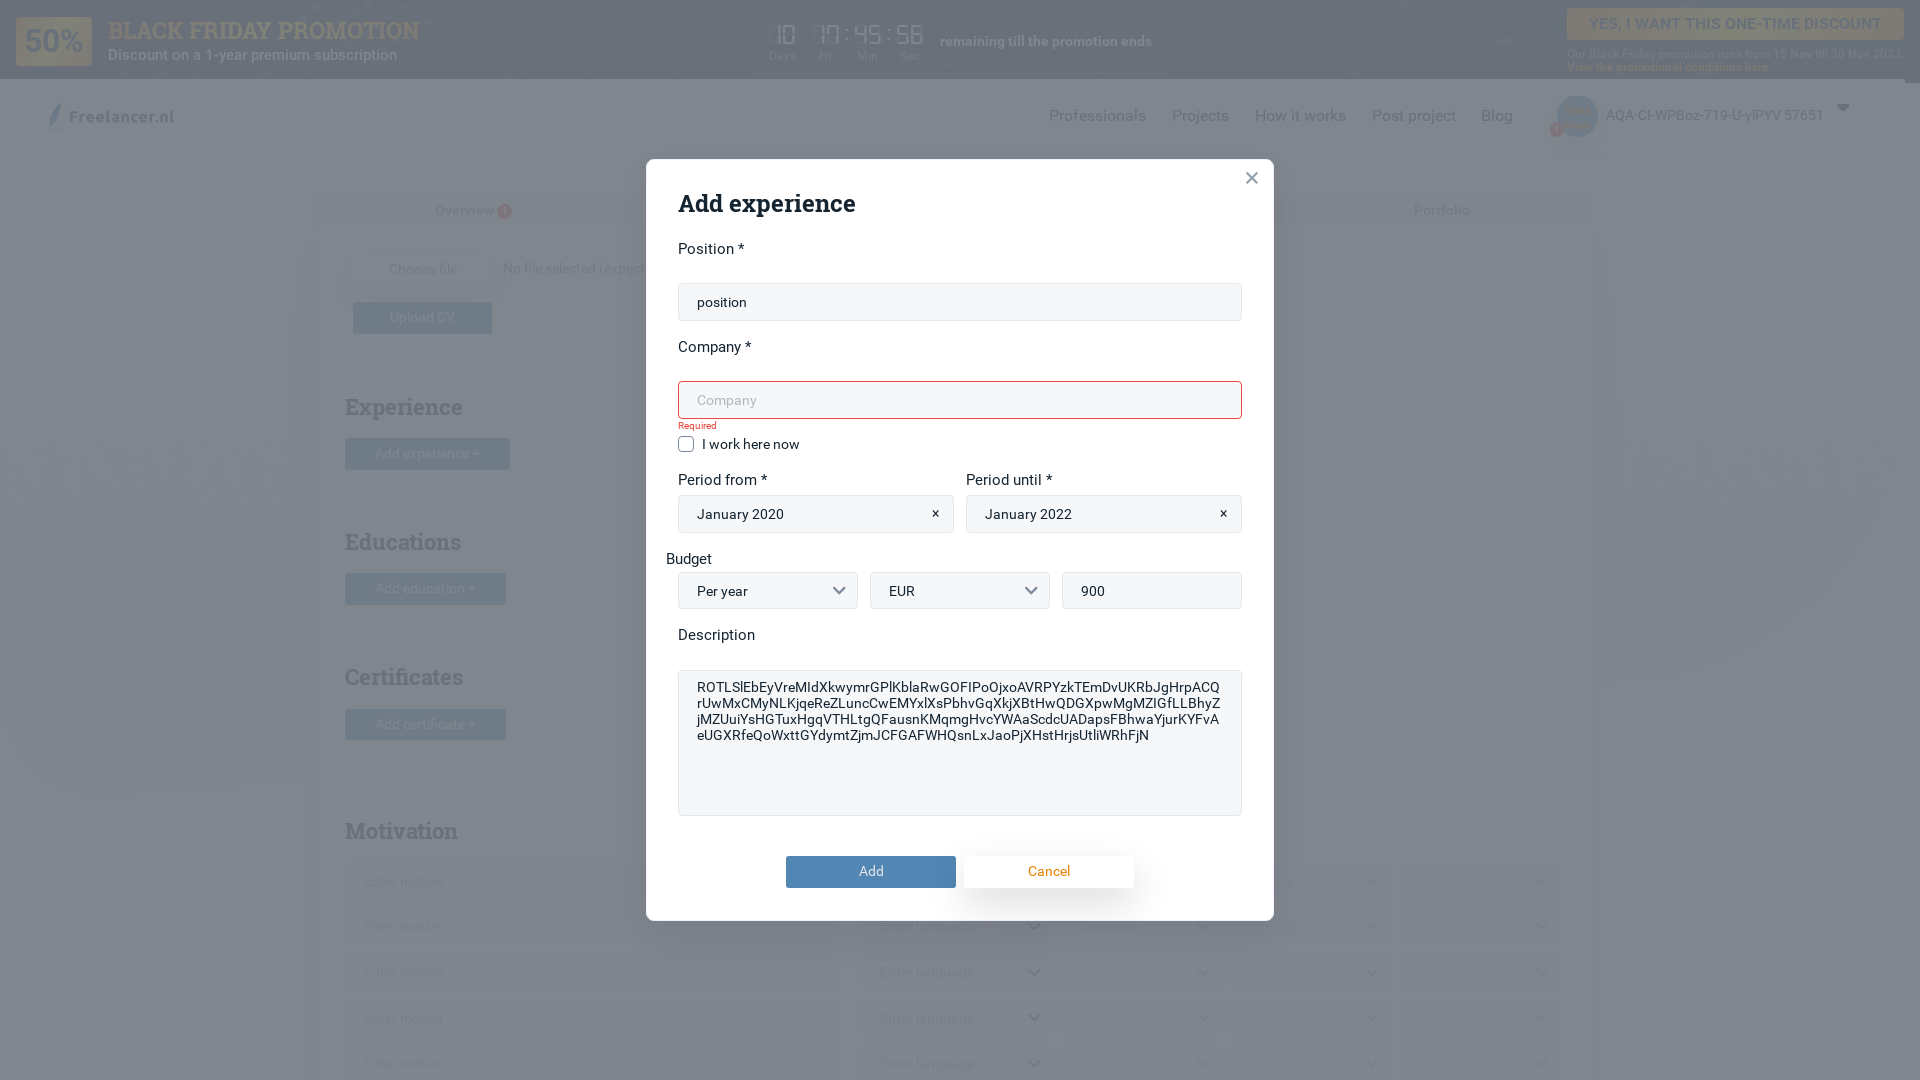 50%
BLACK FRIDAY PROMOTION
Discount on a 1-year premium subscription
10 17:45:56
Days Hr Min Sec
remaining till the promotion ends
YES, I WANT THIS ONE-TIME DISCOUNT
Our Black Friday promotion runs from 15 Nov till 30 Nov 2023.
View the promotional conditions here.
Freelancer.nl
Professionals Projects How it works Post project Blog
AQA-CI-WPBoz-719-U-ylPYV 57651
Overview
Portfolio
Choose file No file selected (expect
Upload CV
Experience
Add experience +
Educations
Add education +
Certificates
Add certificate +
Motivation
Enter motive
Enter motive Enter language
Enter motive Enter language
Enter motive Enter language
Enter motive Enter language
Add experience
Position *
position
Company *
Company
Required
I work here now
Period from * Period until *
January 2020 × January 2022 ×
Budget
Per year EUR 900
Description
ROTLSlEbEyVreMIdXkwymrGPlKblaRwGOFIPoOjxoAVRPYzkTEmDvUKRbJgHrpACQ
rUwMxCMyNLKjqeReZLuncCwEMYxlXsPbhvGqXkjXBtHwQDGXpwMgMZIGfLLBhyZ
jMZUuiYsHGTuxHgqVTHLtgQFausnKMqmgHvcYWAaScdcUADapsFBhwaYjurKYFvA
eUGXRfeQoWxttGYdymtZjmJCFGAFWHQsnLxJaoPjXHstHrjsUtliWRhFjN
Add Cancel